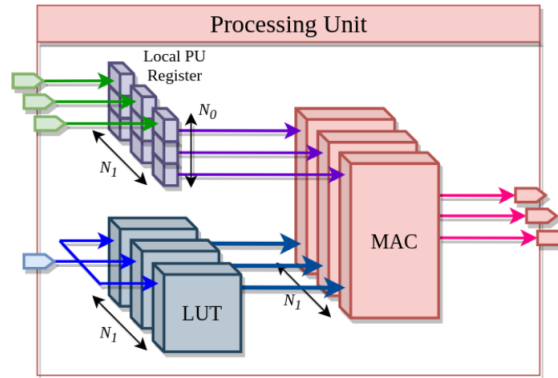 Processing Unit
Local PU
Register
N₀
N₁
MAC
LUT
N₁
N₁